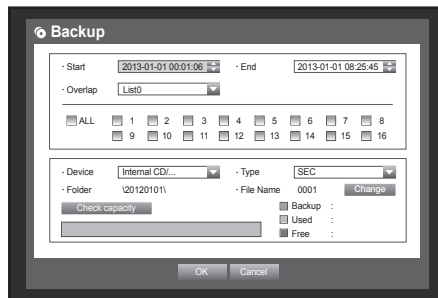 Backup
· Start 2013-01-01 00:01:06 · End 2013-01-01 08:25:45
· Overlap List0
ALL 1 2 3 4 5 6 7 8
9 10 11 12 13 14 15 16
· Device Internal CD/... · Type SEC
· Folder \20120101\ · File Name 0001 Change
Check capacity Backup :
Used :
Free :
OK Cancel